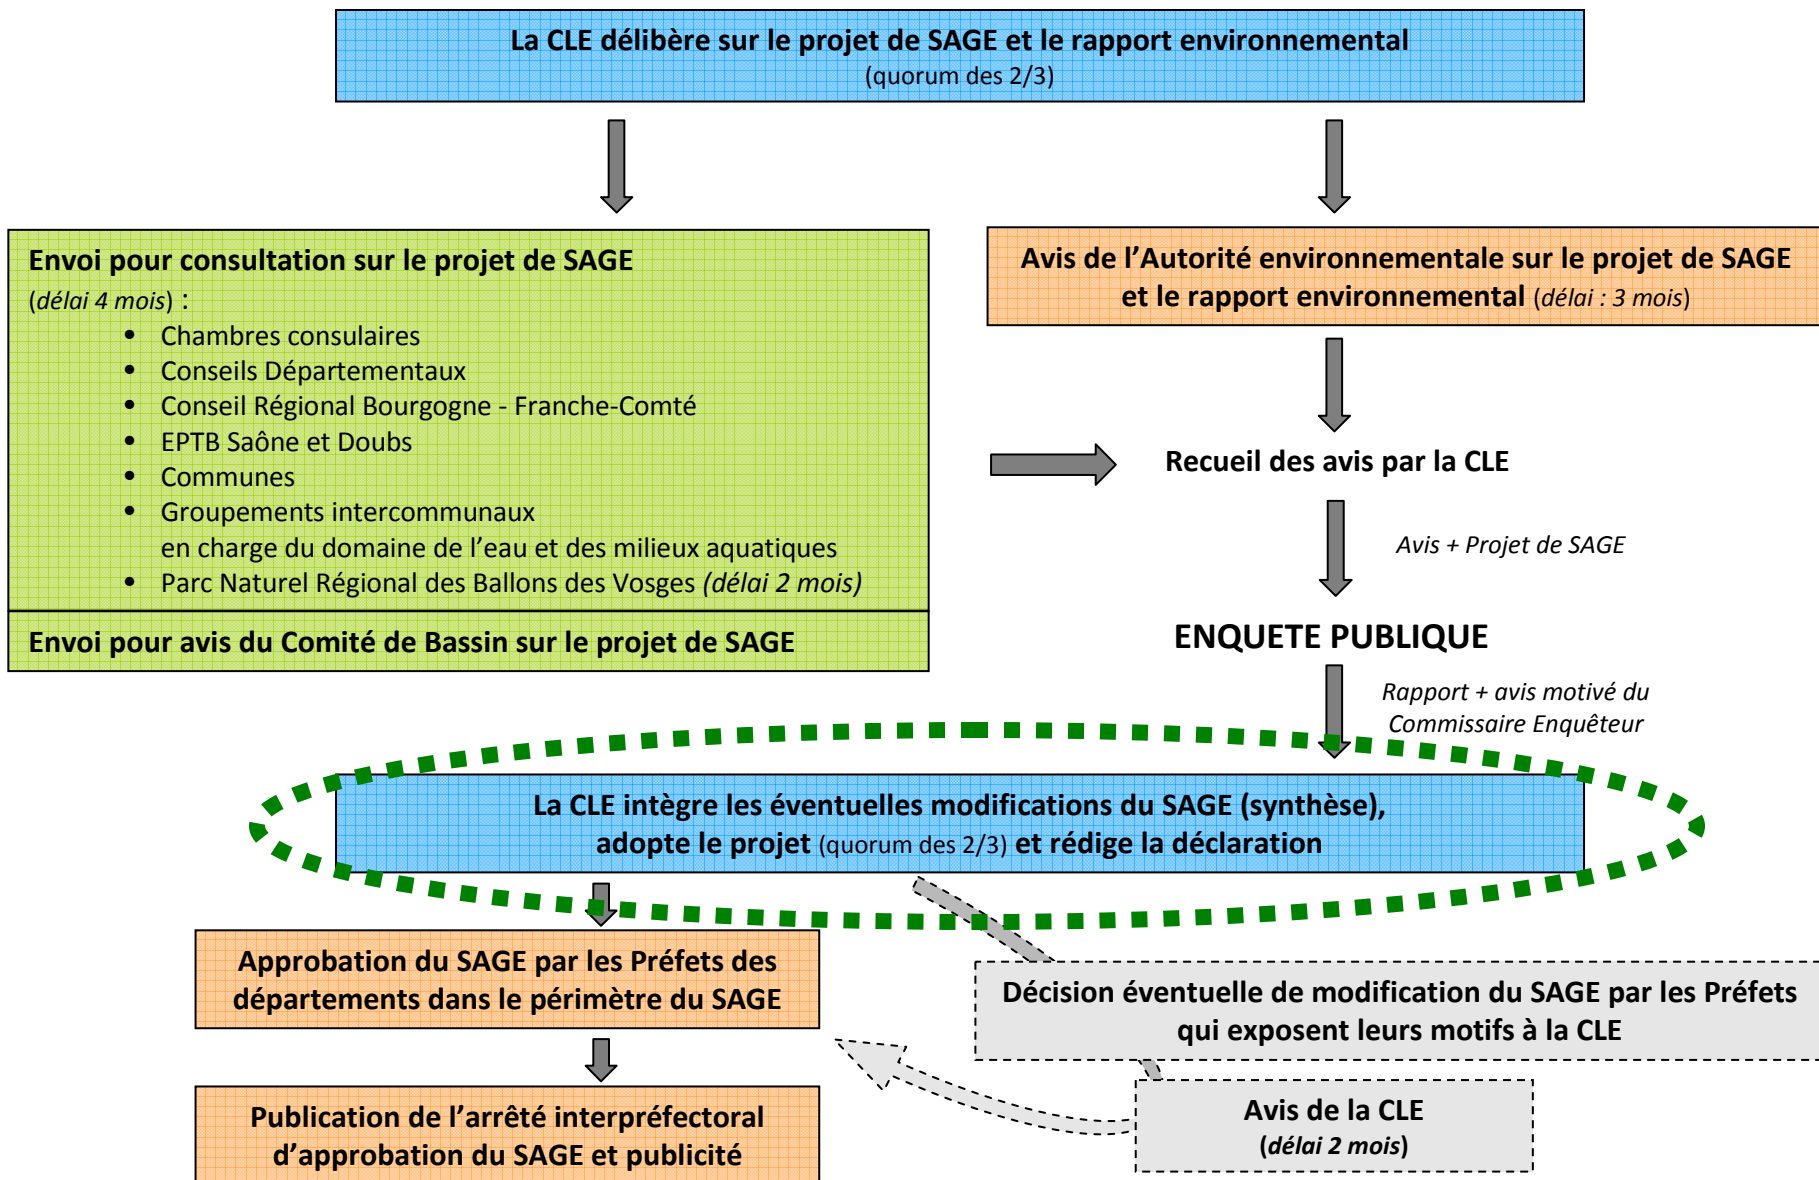 La CLE délibère sur le projet de SAGE et le rapport environnemental
(quorum des 2/3)
Envoi pour consultation sur le projet de SAGE
(délai 4 mois) :
• Chambres consulaires
• Conseils Départementaux
• Conseil Régional Bourgogne - Franche-Comté
• EPTB Saône et Doubs
• Communes
• Groupements intercommunaux
en charge du domaine de l’eau et des milieux aquatiques
• Parc Naturel Régional des Ballons des Vosges (délai 2 mois)
Envoi pour avis du Comité de Bassin sur le projet de SAGE
Avis de l’Autorité environnementale sur le projet de SAGE
et le rapport environnemental (délai : 3 mois)
Recueil des avis par la CLE
Avis + Projet de SAGE
ENQUETE PUBLIQUE
Rapport + avis motivé du
Commissaire Enquêteur
La CLE intègre les éventuelles modifications du SAGE (synthèse),
adopte le projet (quorum des 2/3) et rédige la déclaration
Approbation du SAGE par les Préfets des
départements dans le périmètre du SAGE
Décision éventuelle de modification du SAGE par les Préfets
qui exposent leurs motifs à la CLE
Avis de la CLE
(délai 2 mois)
Publication de l’arrêté interpréfectoral
d’approbation du SAGE et publicité